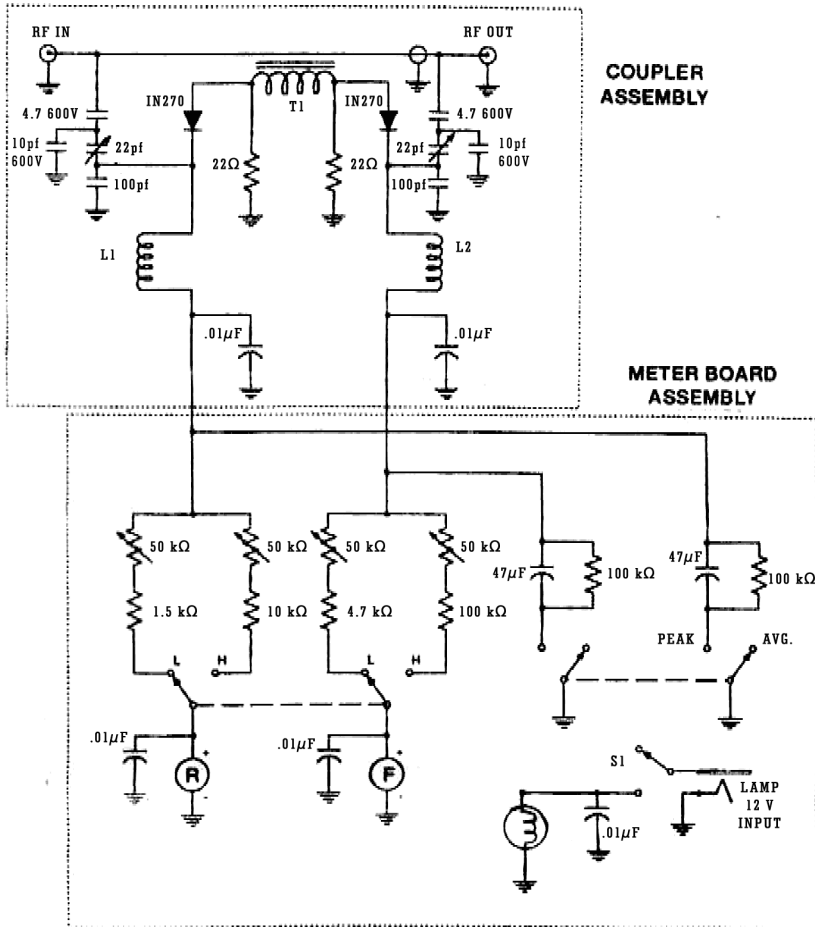 RF IN
RF OUT
COUPLER
ASSEMBLY
IN270
T1
IN270
4.7 600V
4.7 600V
10pf
600V
22pf
22Ω
22Ω
22pf
10pf
600V
100pf
100pf
L1
L2
.01µF
.01µF
METER BOARD
ASSEMBLY
50 kΩ
50 kΩ
50 kΩ
50 kΩ
47µF
100 kΩ
47µF
100 kΩ
1.5 kΩ
10 kΩ
4.7 kΩ
100 kΩ
L
H
L
H
PEAK
AVG.
.01µF
+
R
.01µF
+
F
S1
LAMP
12 V
INPUT
.01µF